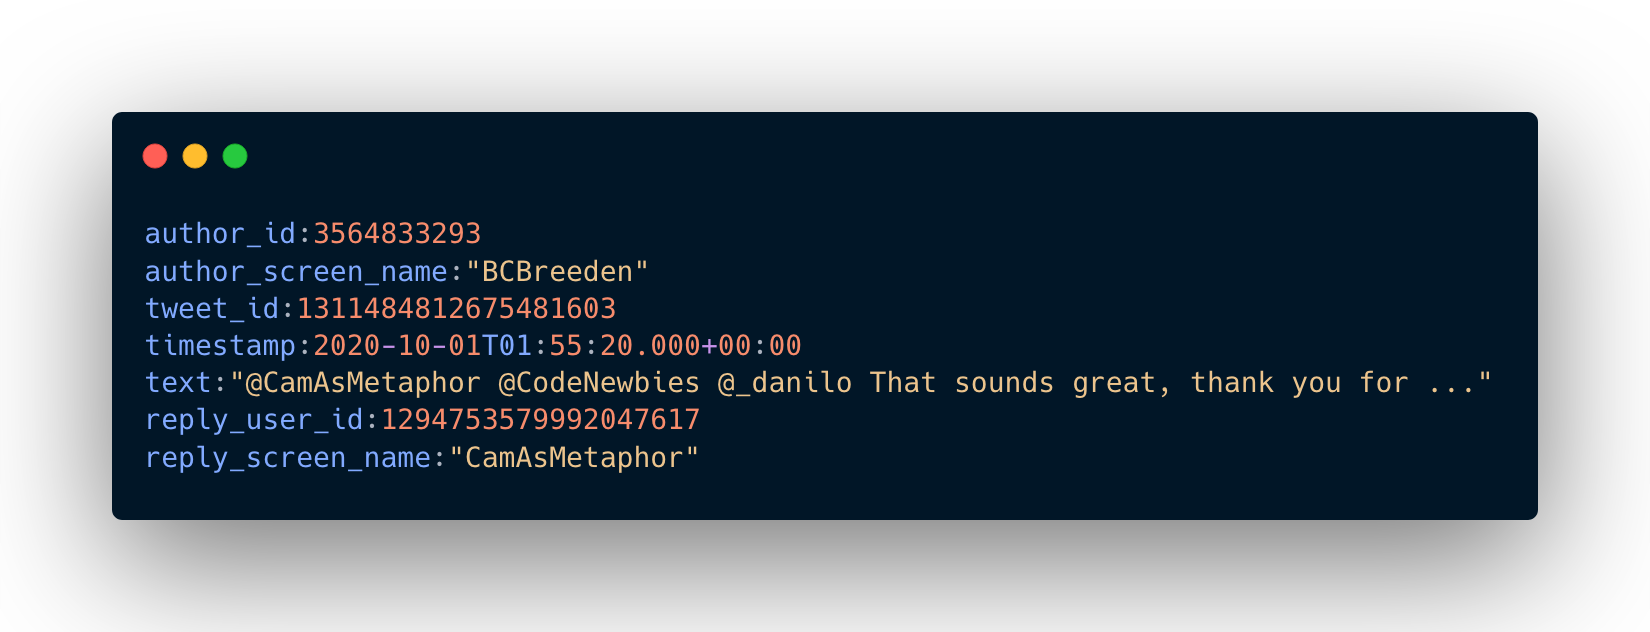 author_id:3564833293
author_screen_name:"BCBreeden"
tweet_id:1311484812675481603
timestamp:2020-10-01T01:55:20.000+00:00
text:"@CamAsMetaphor @CodeNewbies @_danilo That sounds great, thank you for ..."
reply_user_id:1294753579992047617
reply_screen_name:"CamAsMetaphor"